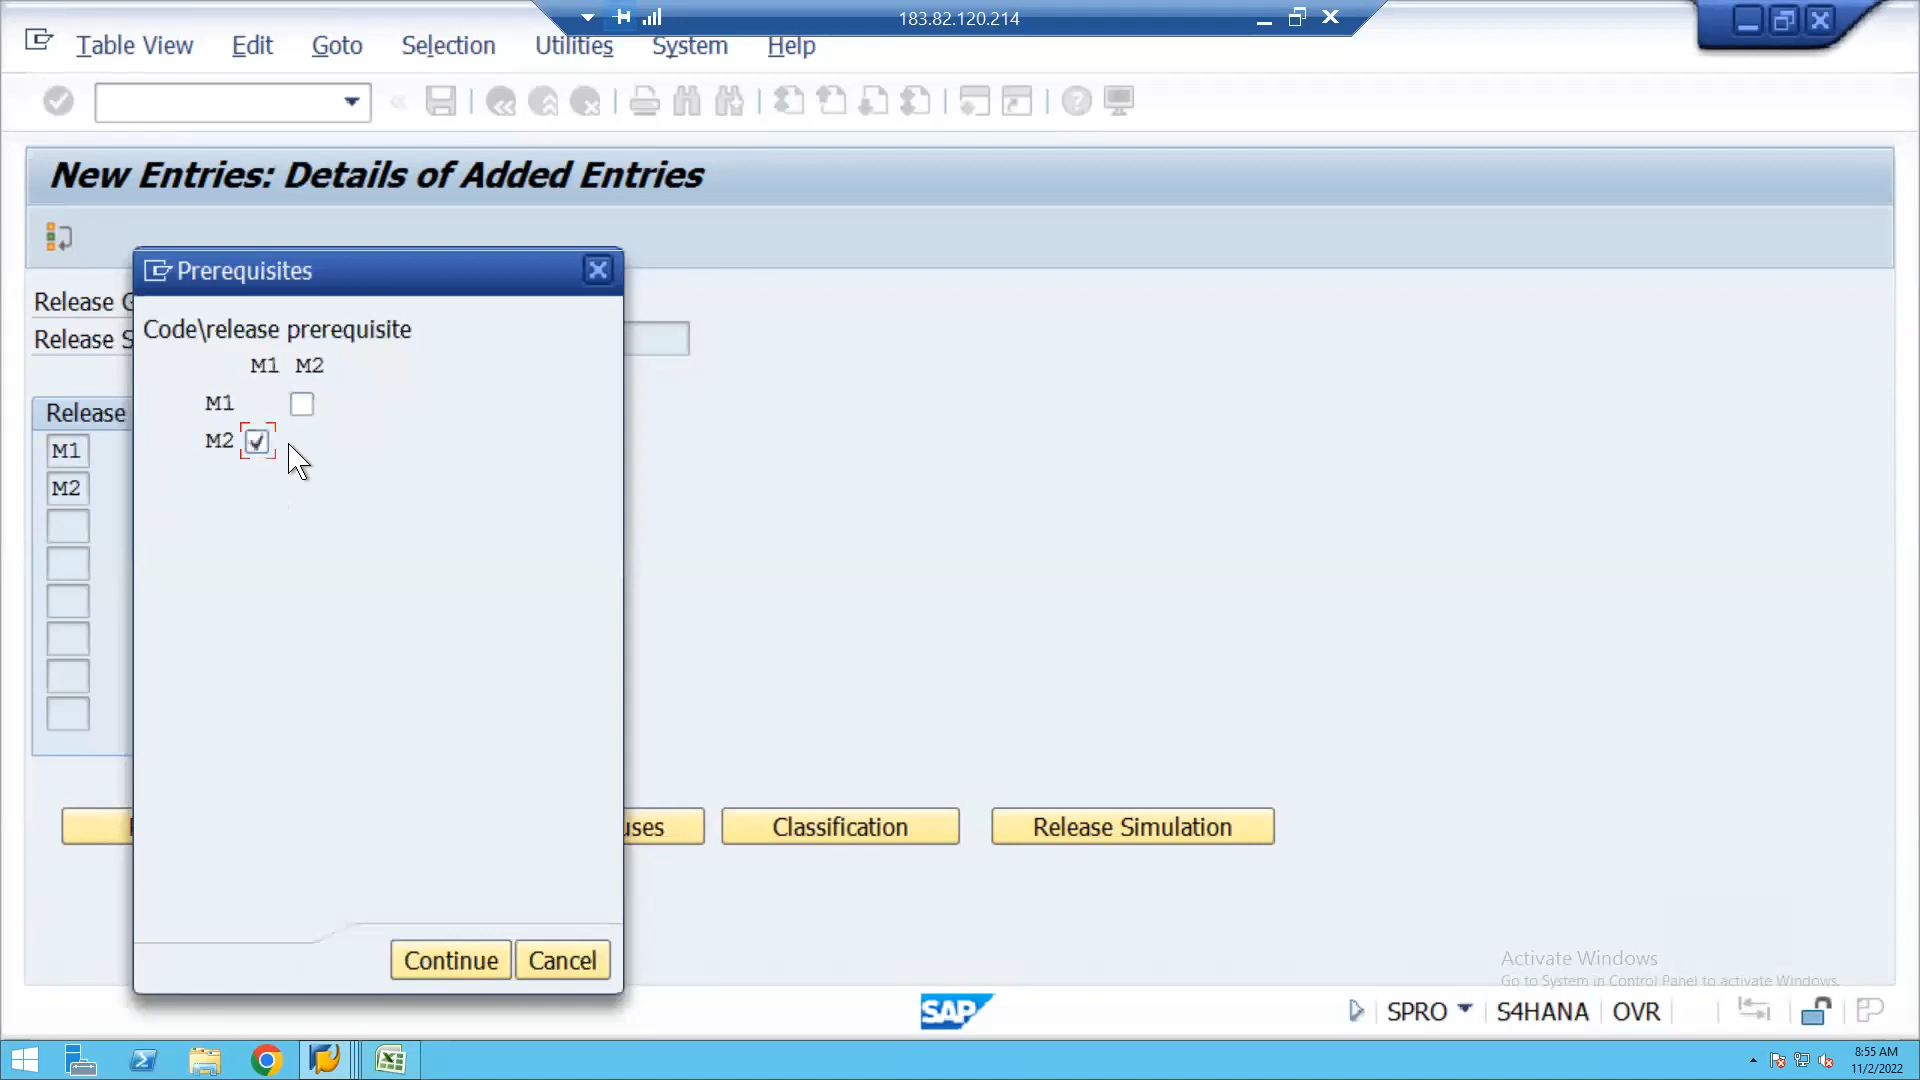 183.82.120.214
Table View Edit Goto Selection Utilities System Help
New Entries: Details of Added Entries
Prerequisites
Release
Code\release prerequisite
Release S
M1 M2
M1
Release
M2
M1
M2
uses
Classification
Release Simulation
Continue
Cancel
Activate Windows
Go to System in Control Panel to activate Windows.
SAP
SPRO
S4HANA
OVR
8:55 AM
11/2/2022